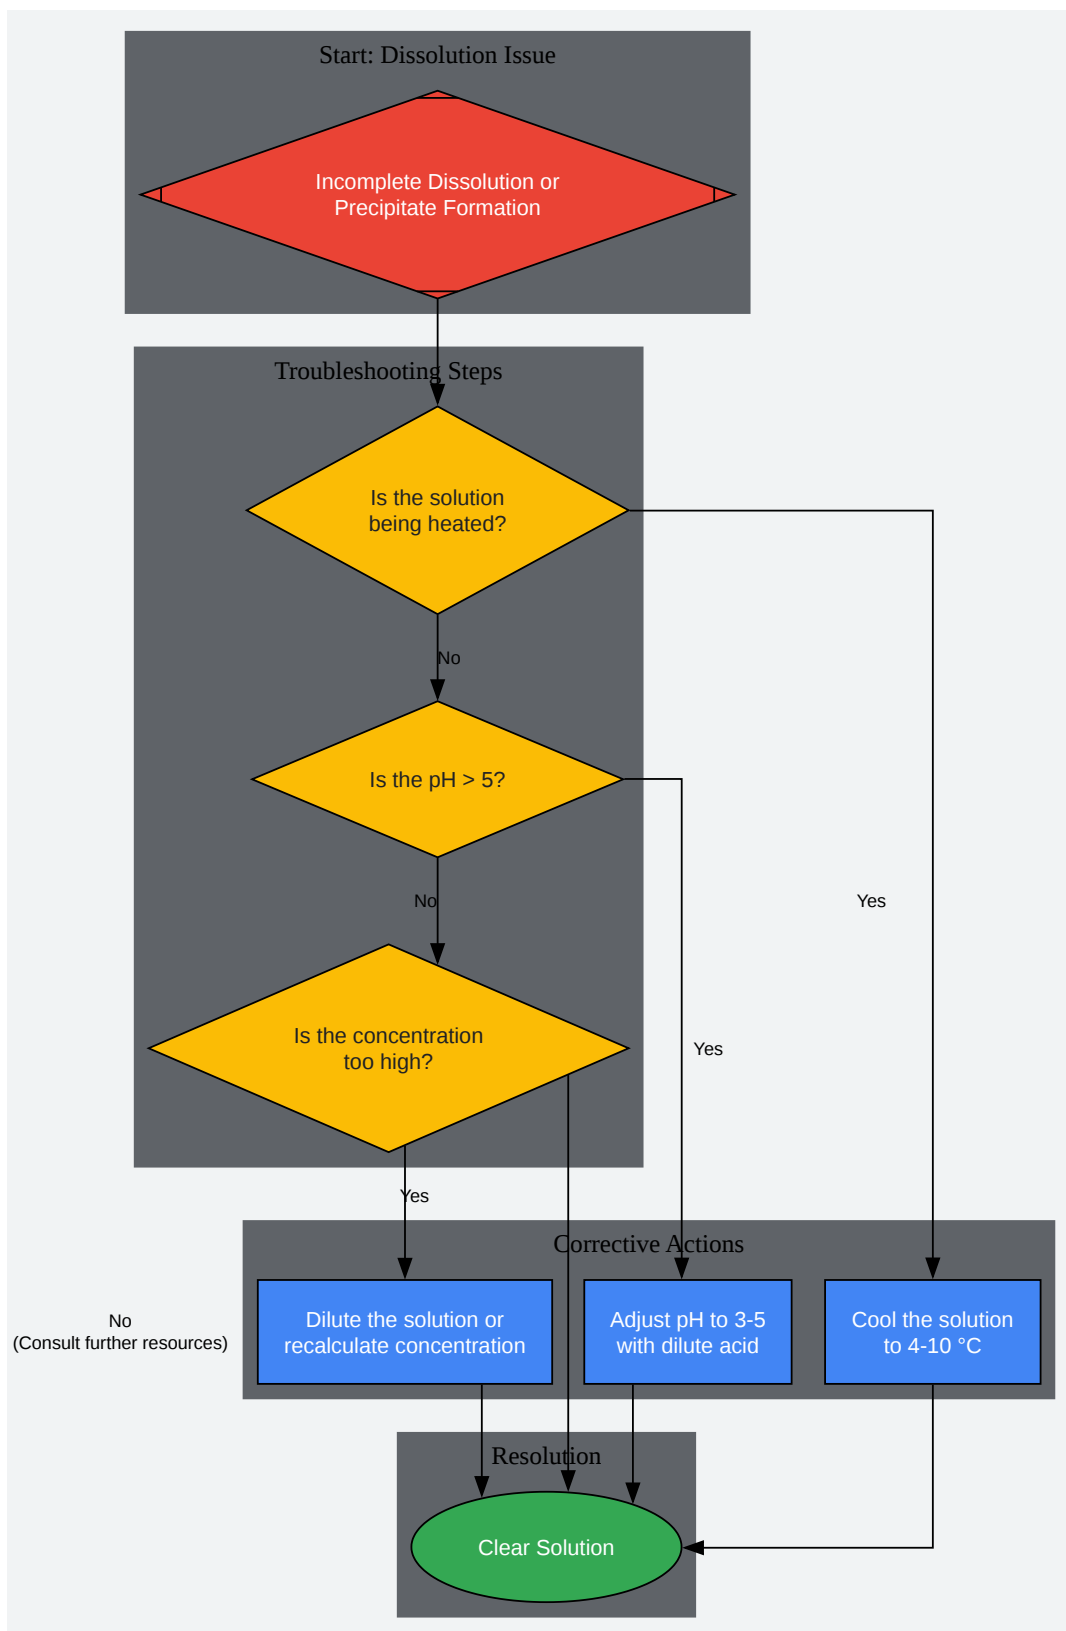 Start: Dissolution Issue
Incomplete Dissolution or
Precipitate Formation
Troubleshooting Steps
Is the solution
being heated?
No
Is the pH > 5?
No
Yes
Is the concentration
too high?
Yes
Yes
Corrective Actions
No
(Consult further resources)
Dilute the solution or
recalculate concentration
Adjust pH to 3-5
with dilute acid
Cool the solution
to 4-10 °C
Resolution
Clear Solution